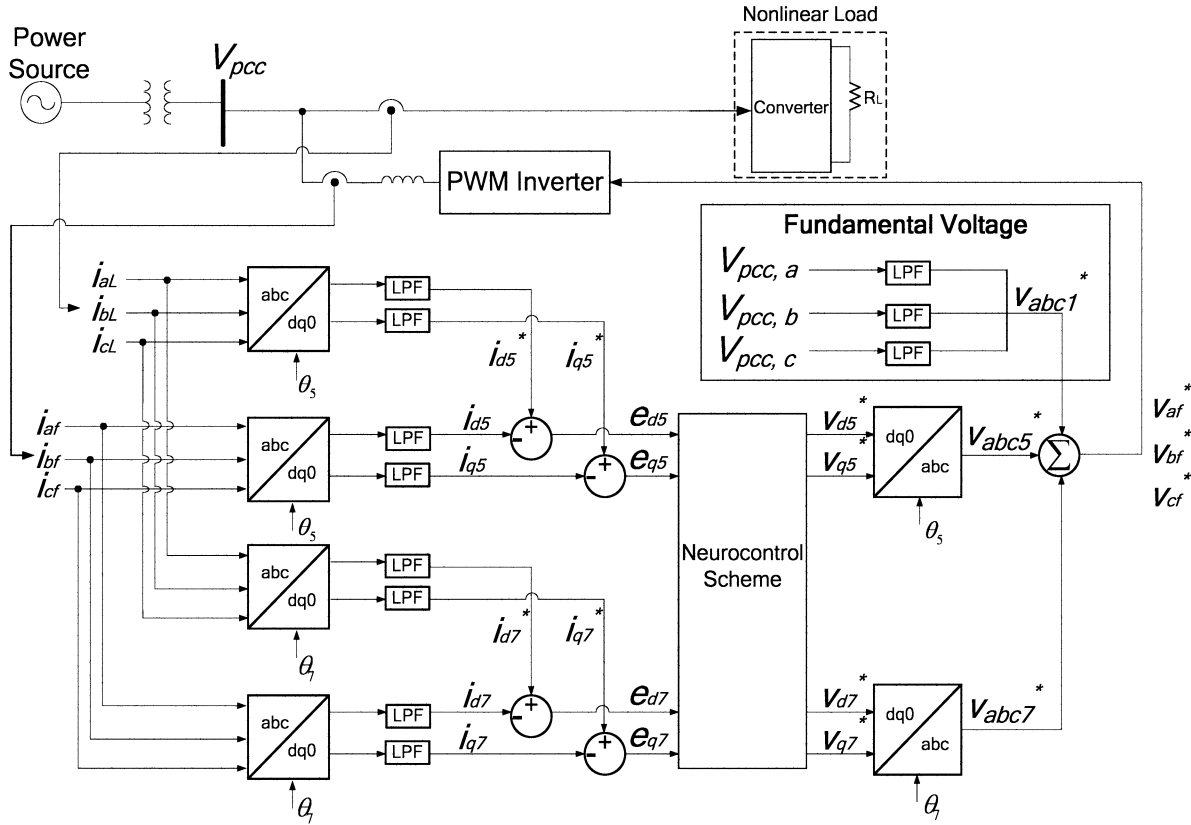 Nonlinear Load
Power
Source
Vpcc
Converter
RL
PWM Inverter
Fundamental Voltage
Vpcc, a
LPF
vabc1*
Vpcc, b
LPF
Vpcc, c
LPF
iaL
ibL
icL
abc
dq0
θ5
LPF
LPF
id5*
iq5*
iaf
ibf
icf
abc
dq0
θ5
LPF
LPF
id5
iq5
+
-
+
-
ed5
eq5
Neurocontrol
Scheme
vd5*
vq5*
dq0
abc
θ5
vabc5*
Σ
vaf*
vbf*
vcf*
abc
dq0
θ7
LPF
LPF
id7*
iq7*
abc
dq0
θ7
LPF
LPF
id7
iq7
+
-
+
-
ed7
eq7
vd7*
vq7*
dq0
abc
θ7
vabc7*